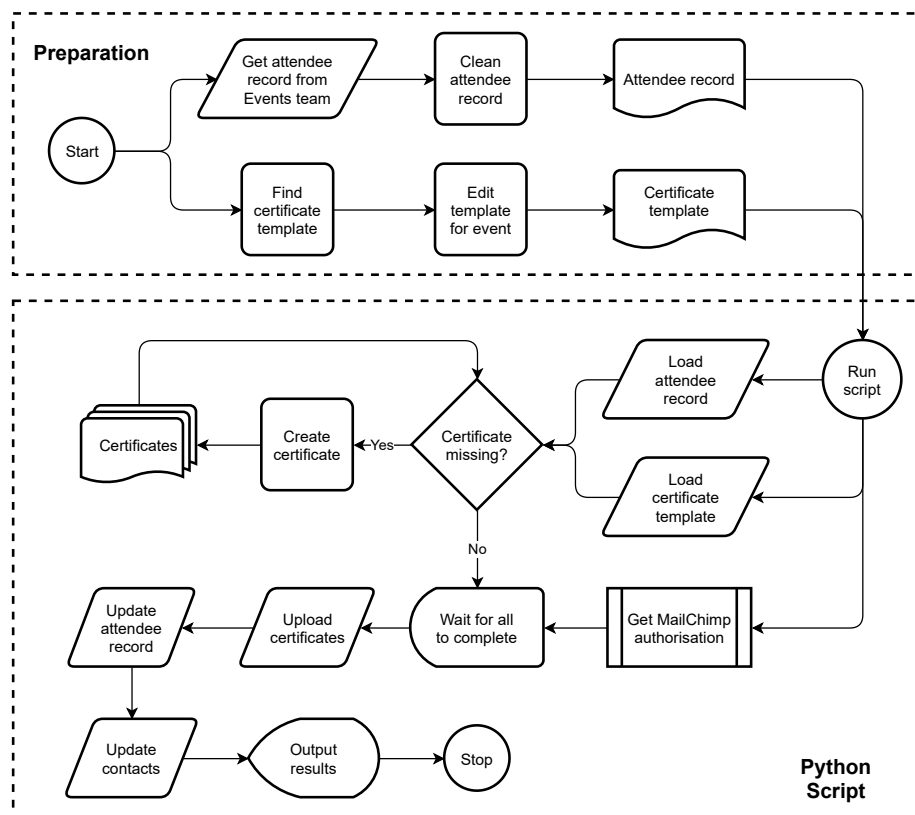 Preparation
Get attendee
record from
Events team
Clean
attendee
record
Attendee record
Start
Find
certificate
template
Edit
template
for event
Certificate
template
Load
attendee
record
Run
script
Certificates
Create
certificate
Yes
Certificate
missing?
Load
certificate
template
No
Update
attendee
record
Upload
certificates
Wait for all
to complete
Get MailChimp
authorisation
Update
contacts
Output
results
Stop
Python
Script